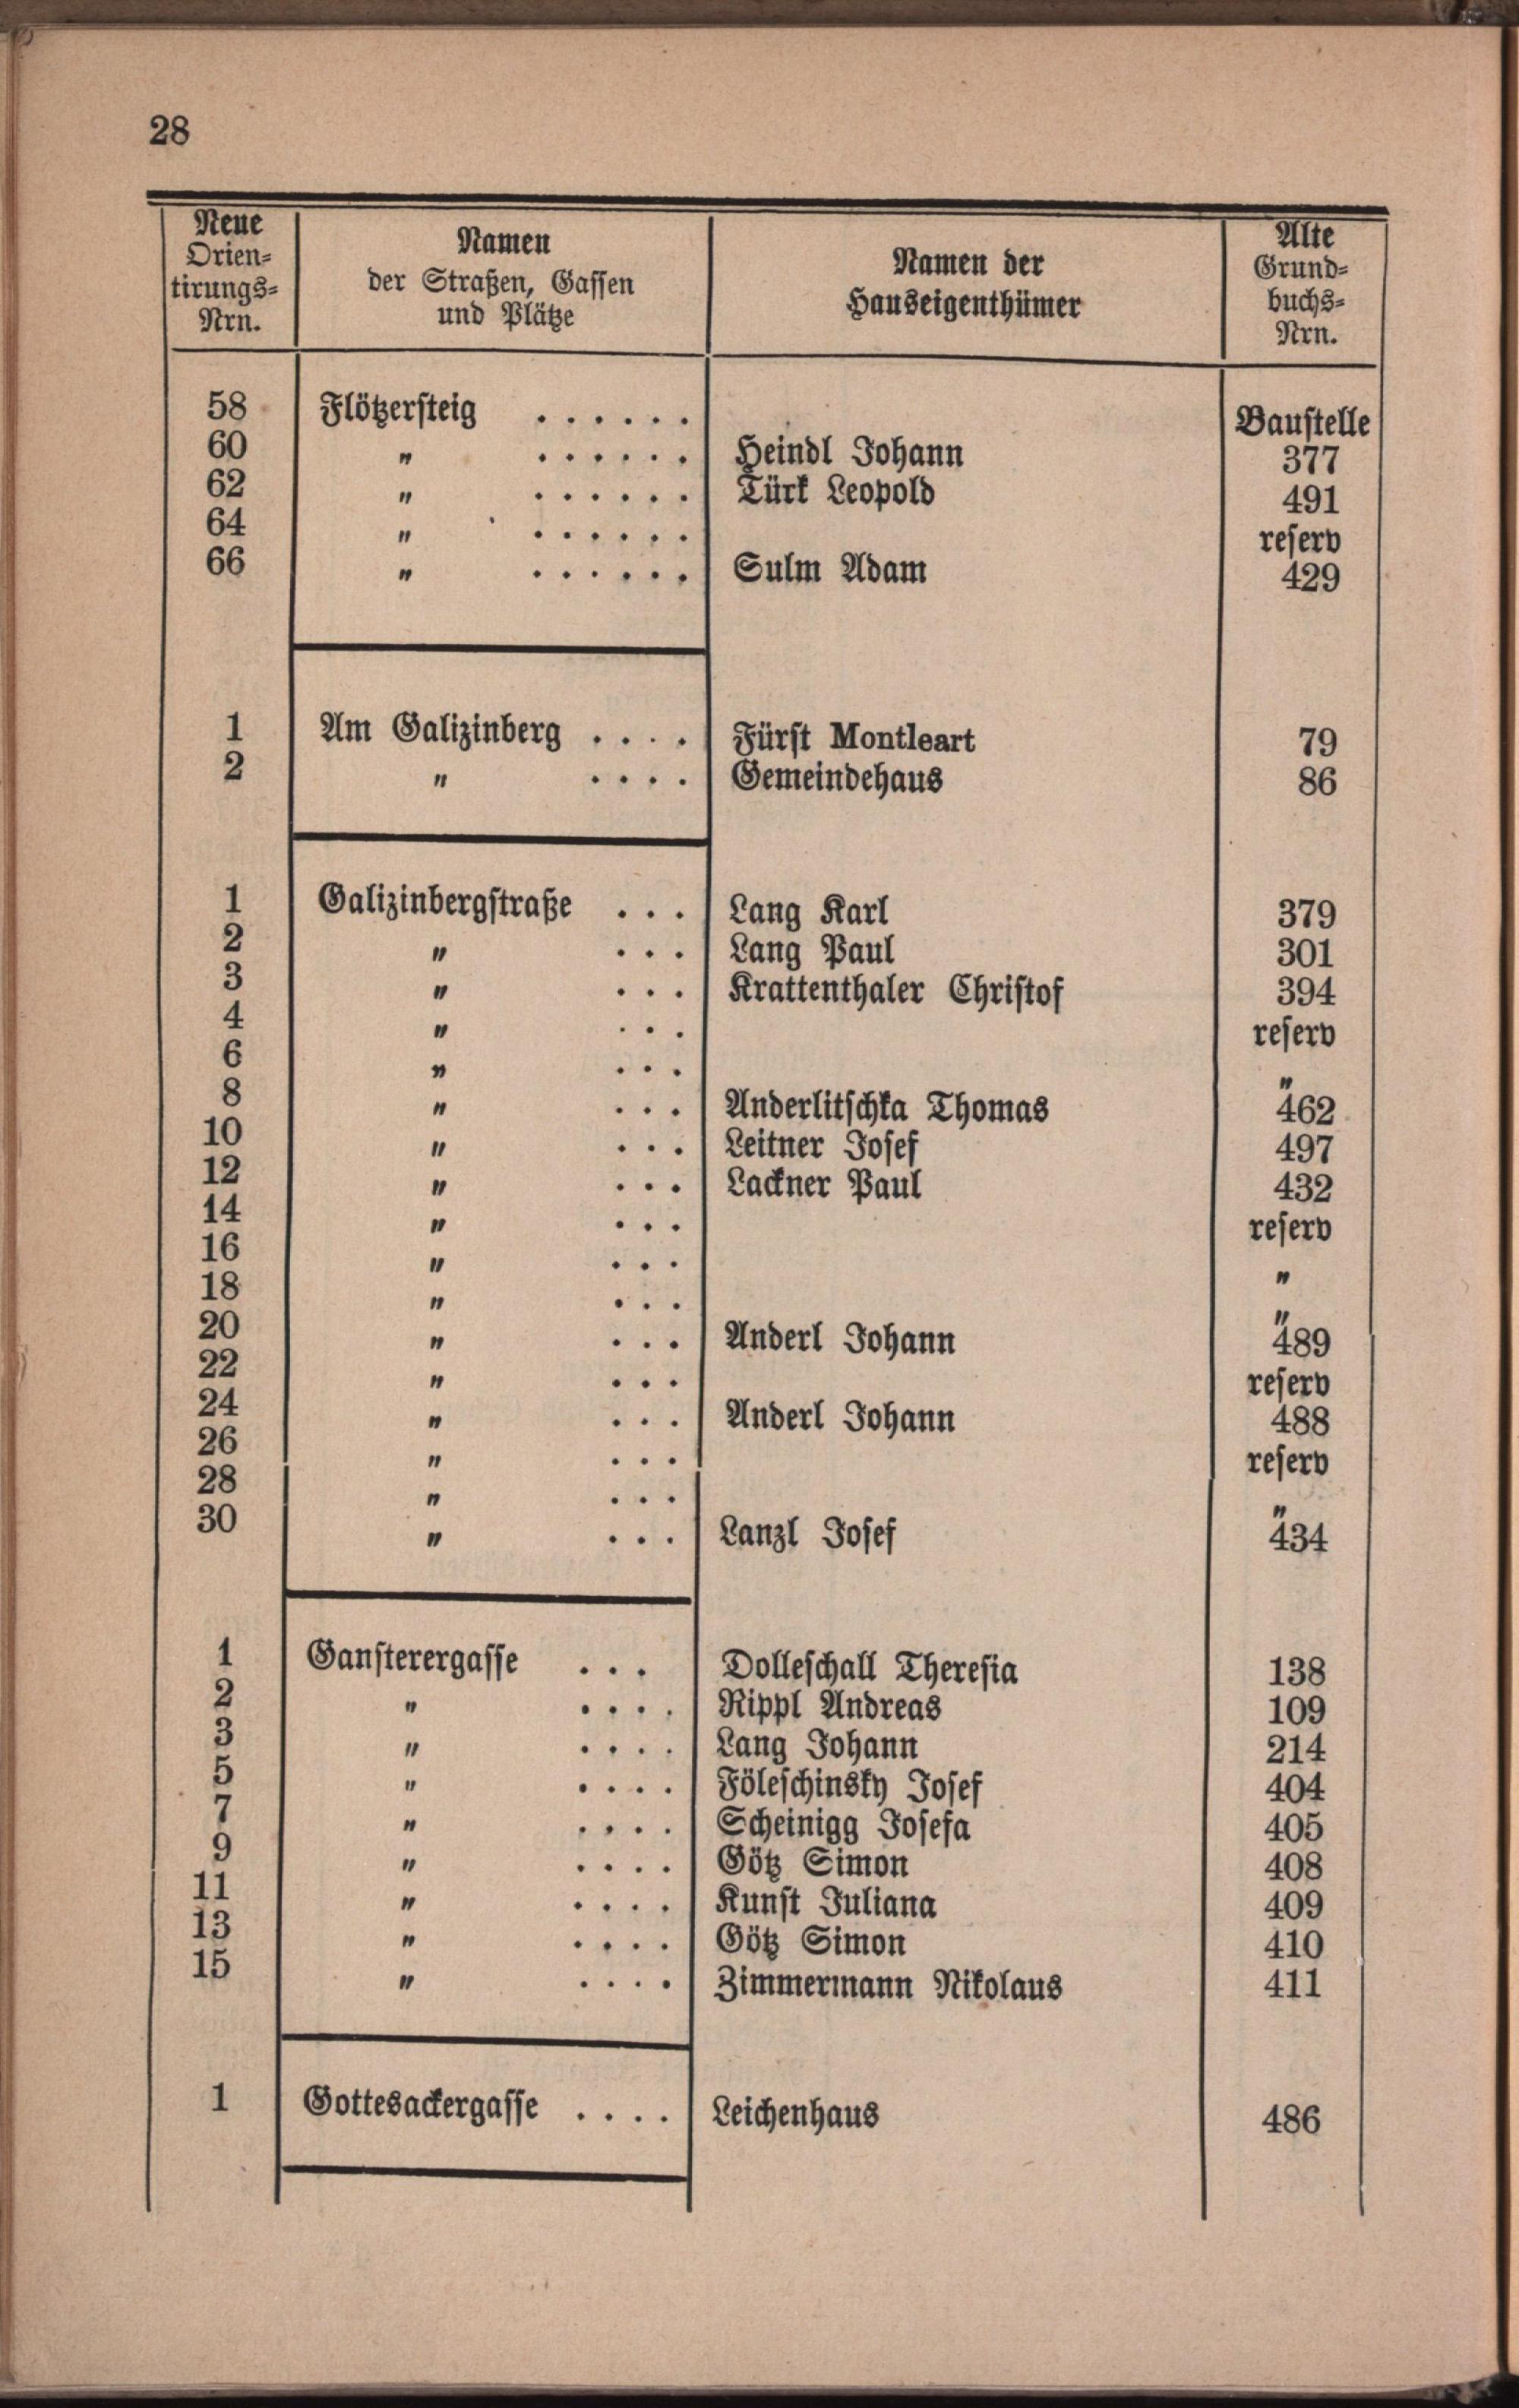 28
Neue Orien= tirungs= Nrn. | Namen der Straßen, Gassen und Plätze | Namen der Hauseigenthümer | Alte Grund= buchs= Nrn.
58 Flötzersteig . . . . . . Baustelle
60 " . . . . . . Heindl Johann 377
62 " . . . . . . Türk Leopold 491
64 " . . . . . . reserv
66 " . . . . . . Sulm Adam 429
1 Am Galizinberg . . . . Fürst Montleart 79
2 " . . . . Gemeindehaus 86
1 Galizinbergstraße . . . Lang Karl 379
2 " . . . Lang Paul 301
3 " . . . Krattenthaler Christof 394
4 " . . . reserv
6 " . . . "
8 " . . . Anderlitschka Thomas 462
10 " . . . Leitner Josef 497
12 " . . . Lackner Paul 432
14 " . . . reserv
16 " . . . "
18 " . . . "
20 " . . . Anderl Johann 489
22 " . . . reserv
24 " . . . Anderl Johann 488
26 " . . . reserv
28 " . . . "
30 " . . . Lanzl Josef 434
1 Gansterergasse . . . Dolleschall Theresia 138
2 " . . . . Rippl Andreas 109
3 " . . . . Lang Johann 214
5 " . . . . Föleschinsky Josef 404
7 " . . . . Scheinigg Josefa 405
9 " . . . . Götz Simon 408
11 " . . . . Kunst Juliana 409
13 " . . . . Götz Simon 410
15 " . . . . Zimmermann Nikolaus 411
1 Gottesackergasse . . . . Leichenhaus 486